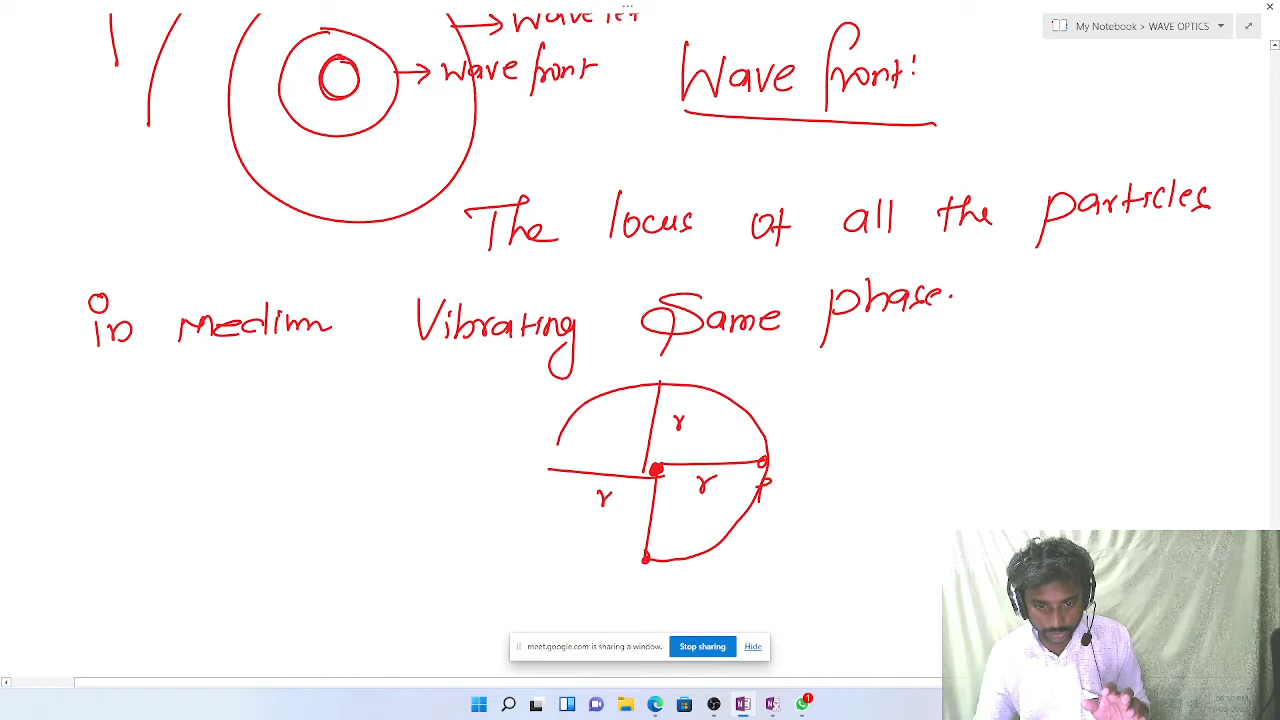 My Notebook > WAVE OPTICS
wave front
Wave front:
The locus of all the particles
in Medium Vibrating Same phase.
r
r
r
P
meet.google.com is sharing a window.
Stop sharing
Hide
1